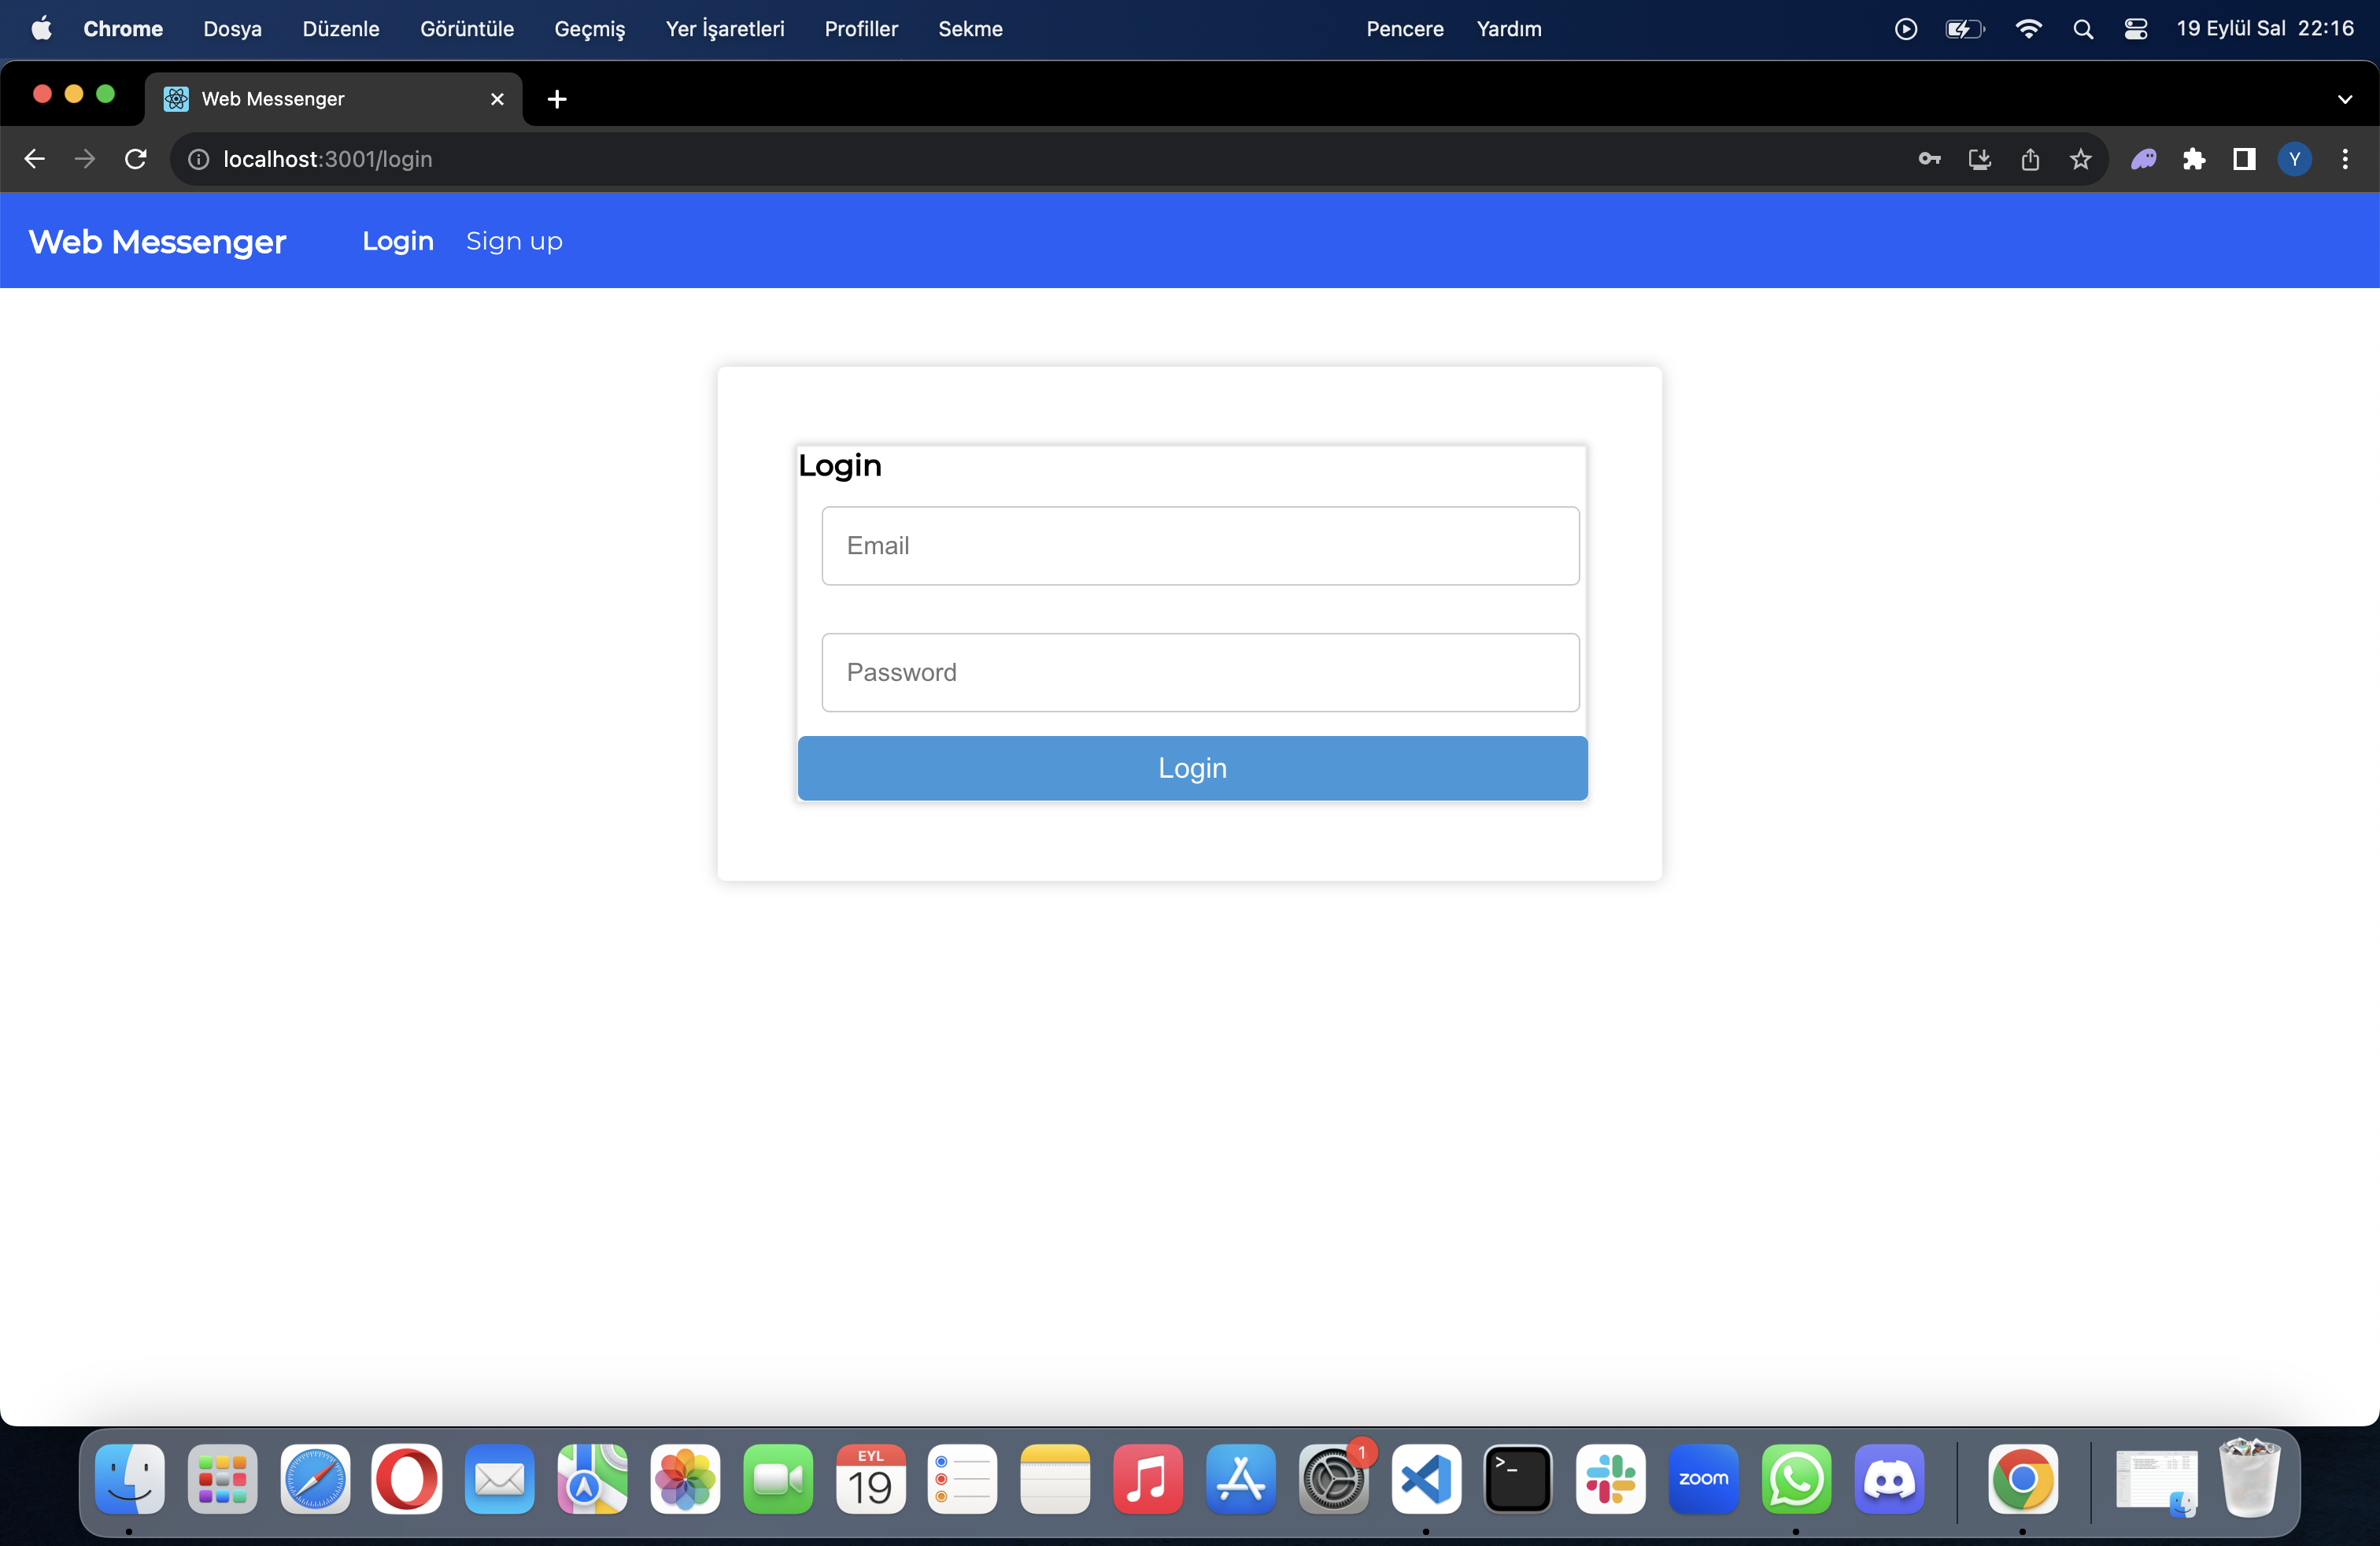 Chrome Dosya Düzenle Görüntüle Geçmiş Yer İşaretleri Profiller Sekme Pencere Yardım 19 Eylül Sal 22:16
Web Messenger
localhost:3001/login
Y
Web Messenger Login Sign up
Login
Email
Password
Login
EYL
19
1
>_
zoom